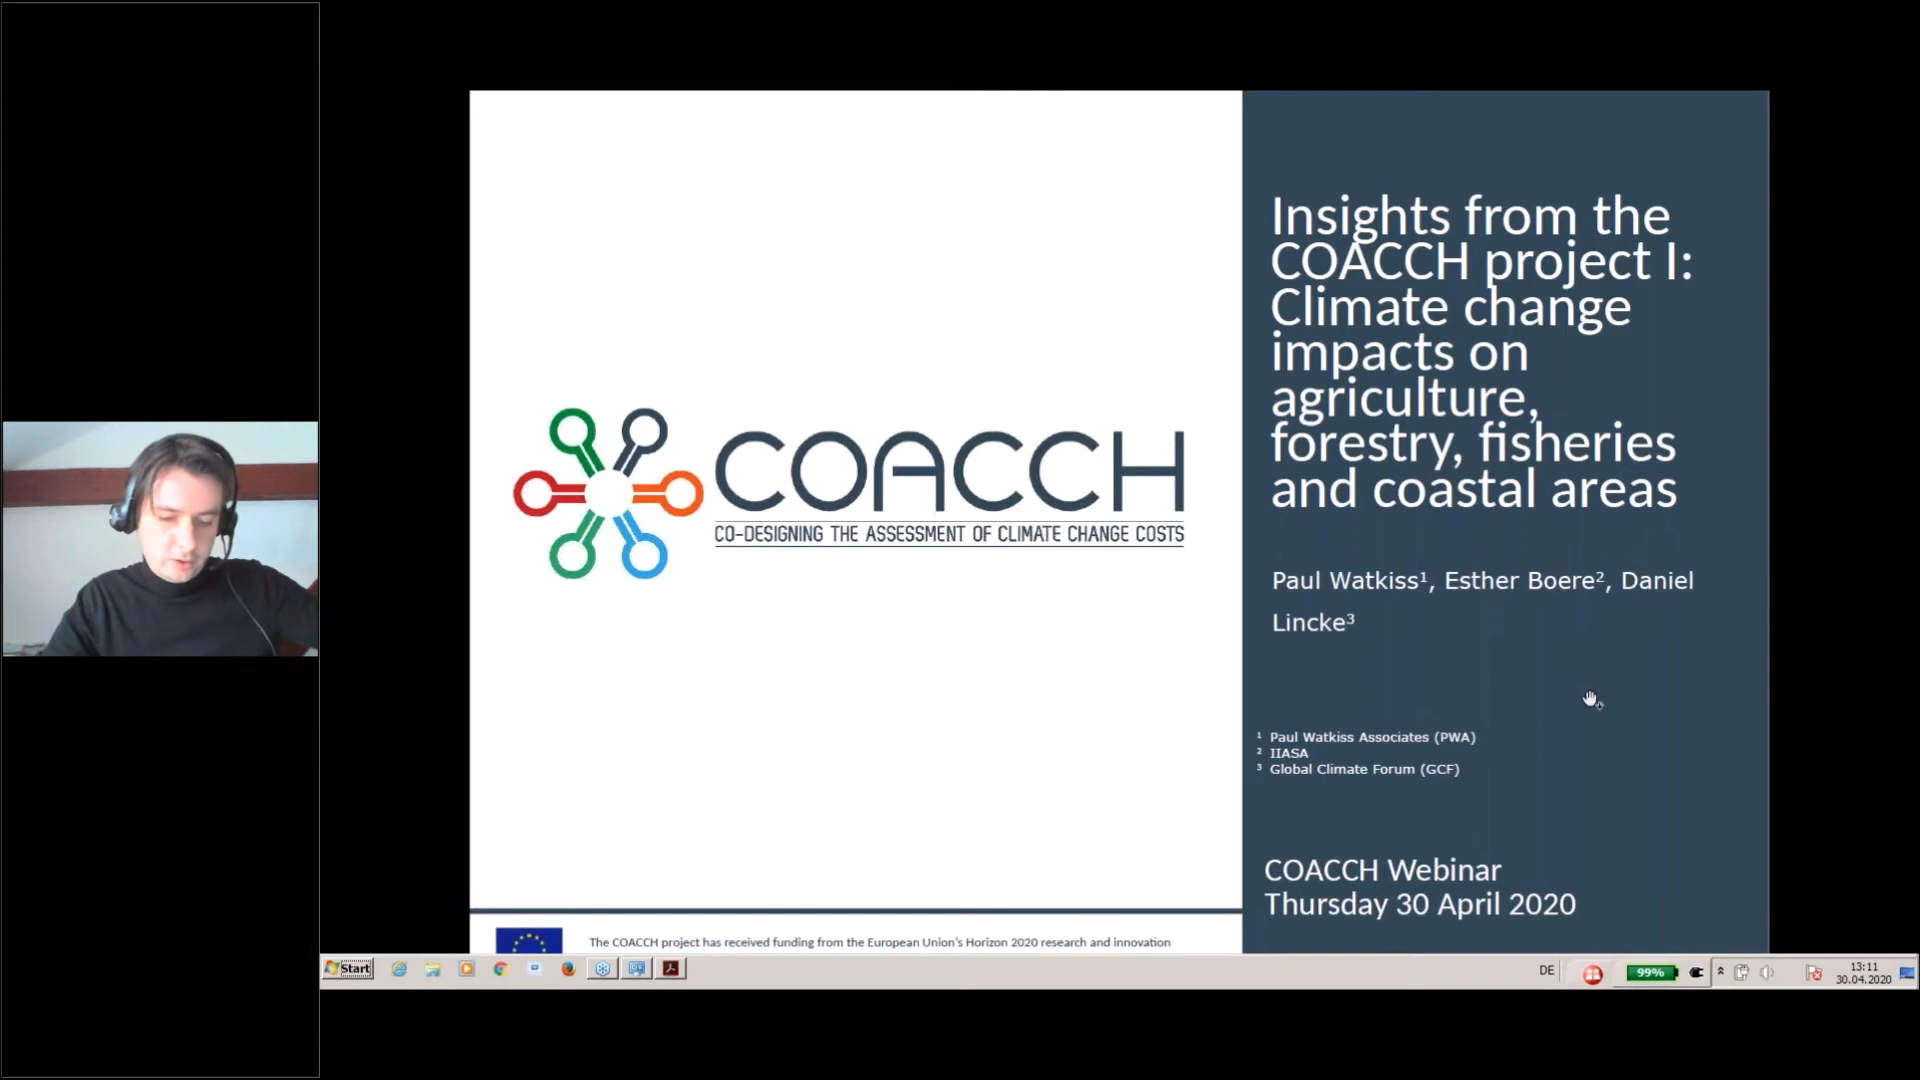 COACCH
CO-DESIGNING THE ASSESSMENT OF CLIMATE CHANGE COSTS
The COACCH project has received funding from the European Union’s Horizon 2020 research and innovation
Insights from the
COACCH project I:
Climate change
impacts on
agriculture,
forestry, fisheries
and coastal areas
Paul Watkiss¹, Esther Boere², Daniel
Lincke³
¹ Paul Watkiss Associates (PWA)
² IIASA
³ Global Climate Forum (GCF)
COACCH Webinar
Thursday 30 April 2020
Start
DE
99%
13:11
30.04.2020